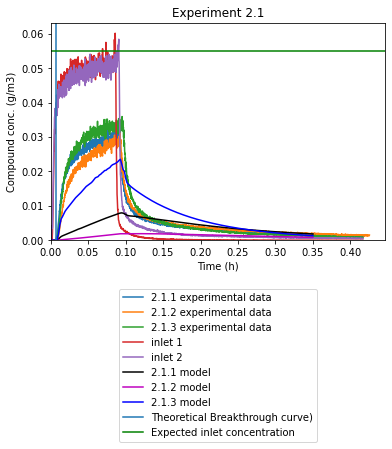 Experiment 2.1
Compound conc. (g/m3)
0.06
0.05
0.04
0.03
0.02
0.01
0.00
0.00 0.05 0.10 0.15 0.20 0.25 0.30 0.35 0.40
Time (h)
2.1.1 experimental data
2.1.2 experimental data
2.1.3 experimental data
inlet 1
inlet 2
2.1.1 model
2.1.2 model
2.1.3 model
Theoretical Breakthrough curve)
Expected inlet concentration